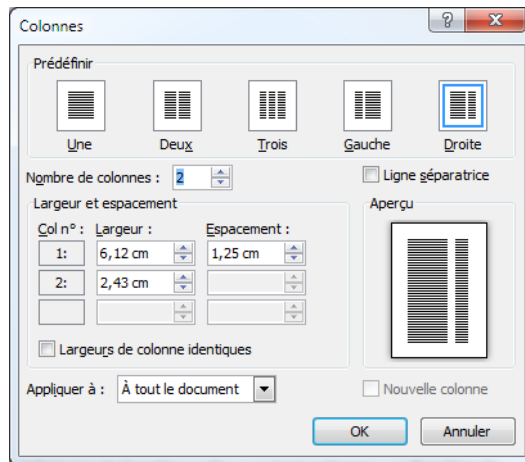 Colonnes
Prédéfinir
Une Deux Trois Gauche Droite
Nombre de colonnes : 2 Ligne séparatrice
Largeur et espacement Aperçu
Col n° : Largeur : Espacement :
1: 6,12 cm 1,25 cm
2: 2,43 cm
Largeurs de colonne identiques
Appliquer à : À tout le document Nouvelle colonne
OK Annuler